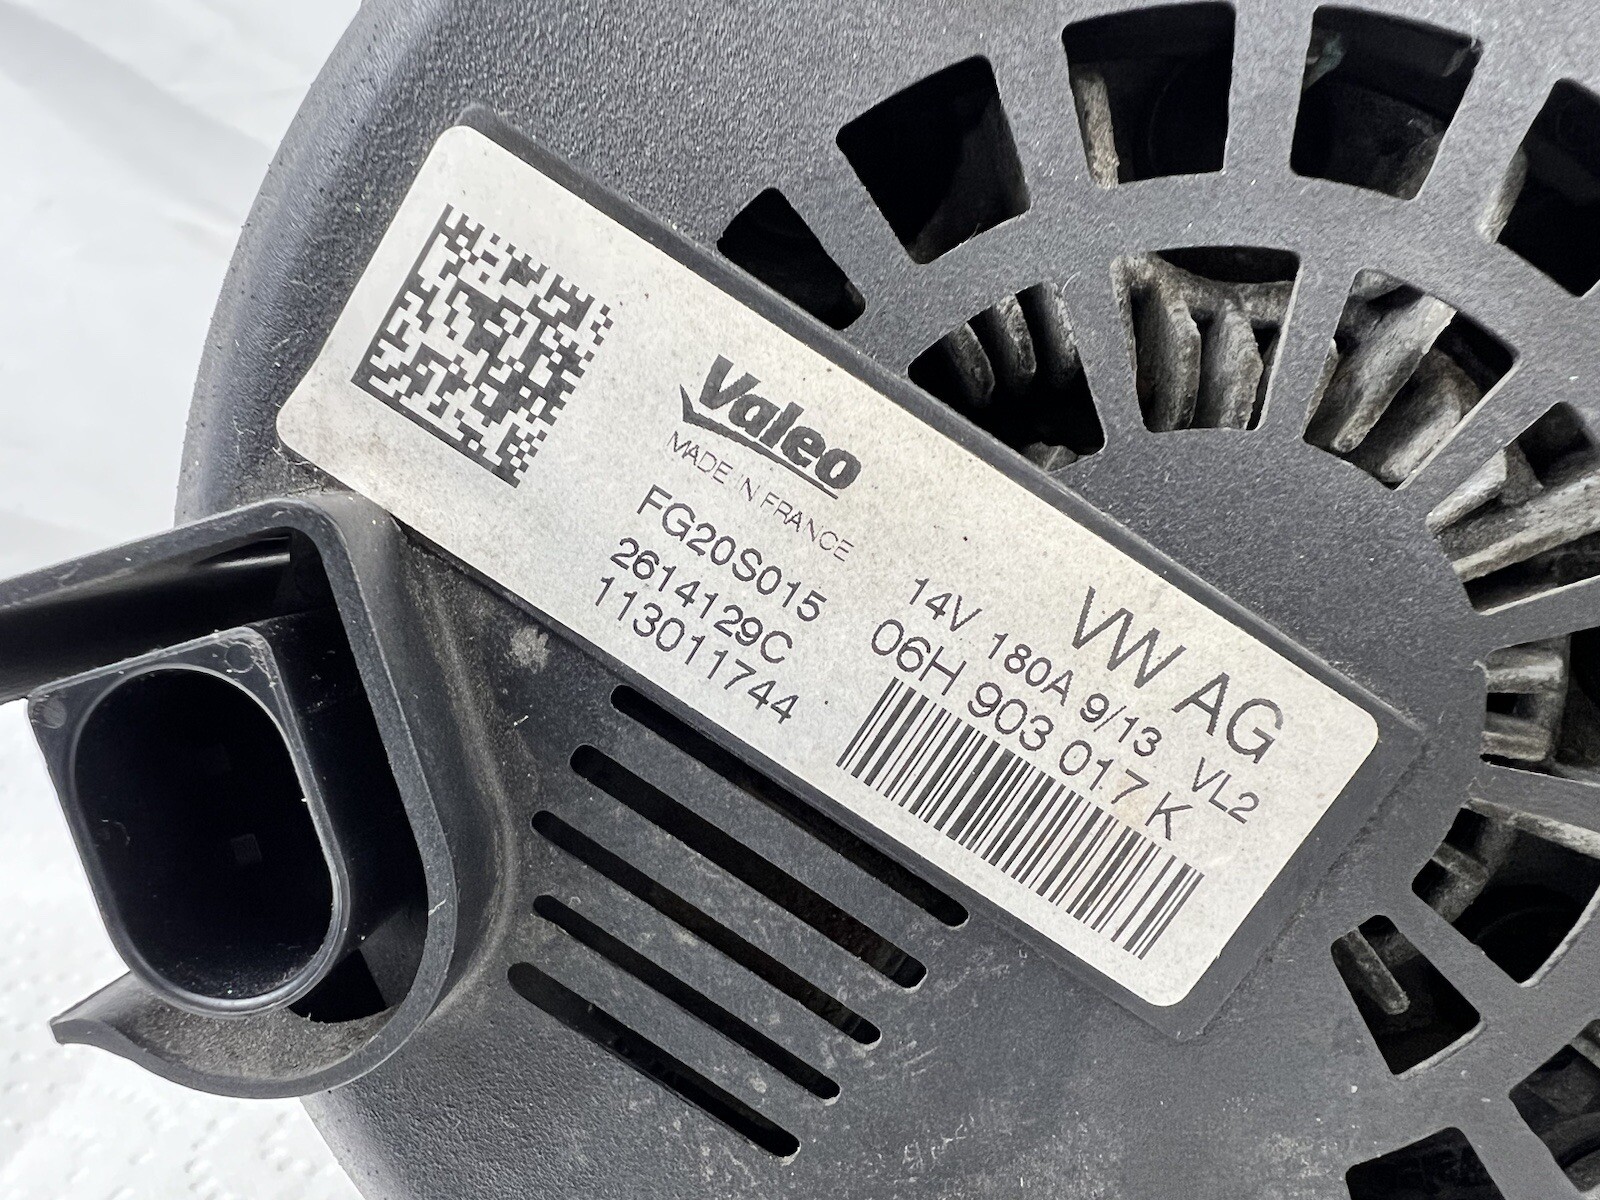 Valeo
MADE IN FRANCE
FG20S015
2614129C
113011744
VW AG
14V 180A 9/13 VL2
06H 903 017 K